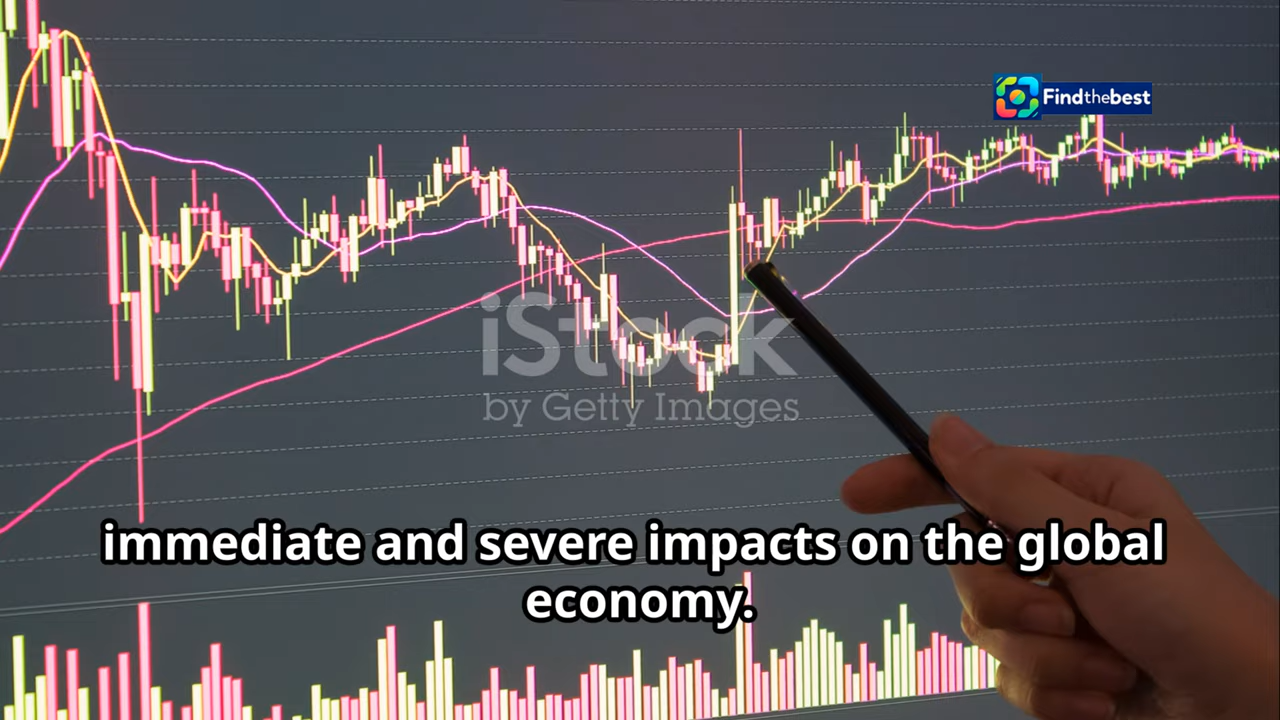 Findthebest
iStock
by Getty Images
immediate and severe impacts on the global
economy.